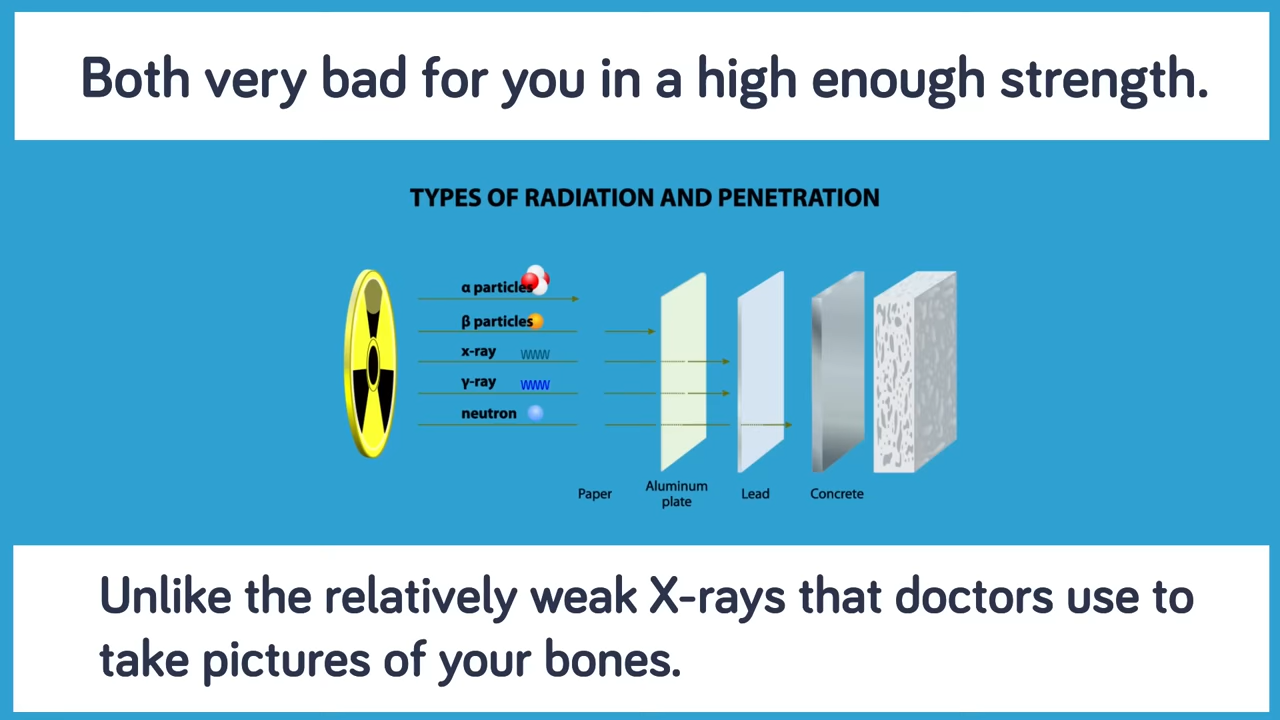 Both very bad for you in a high enough strength.
TYPES OF RADIATION AND PENETRATION
α particles
β particles
x-ray
γ-ray
neutron
Paper
Aluminum
plate
Lead
Concrete
Unlike the relatively weak X-rays that doctors use to
take pictures of your bones.